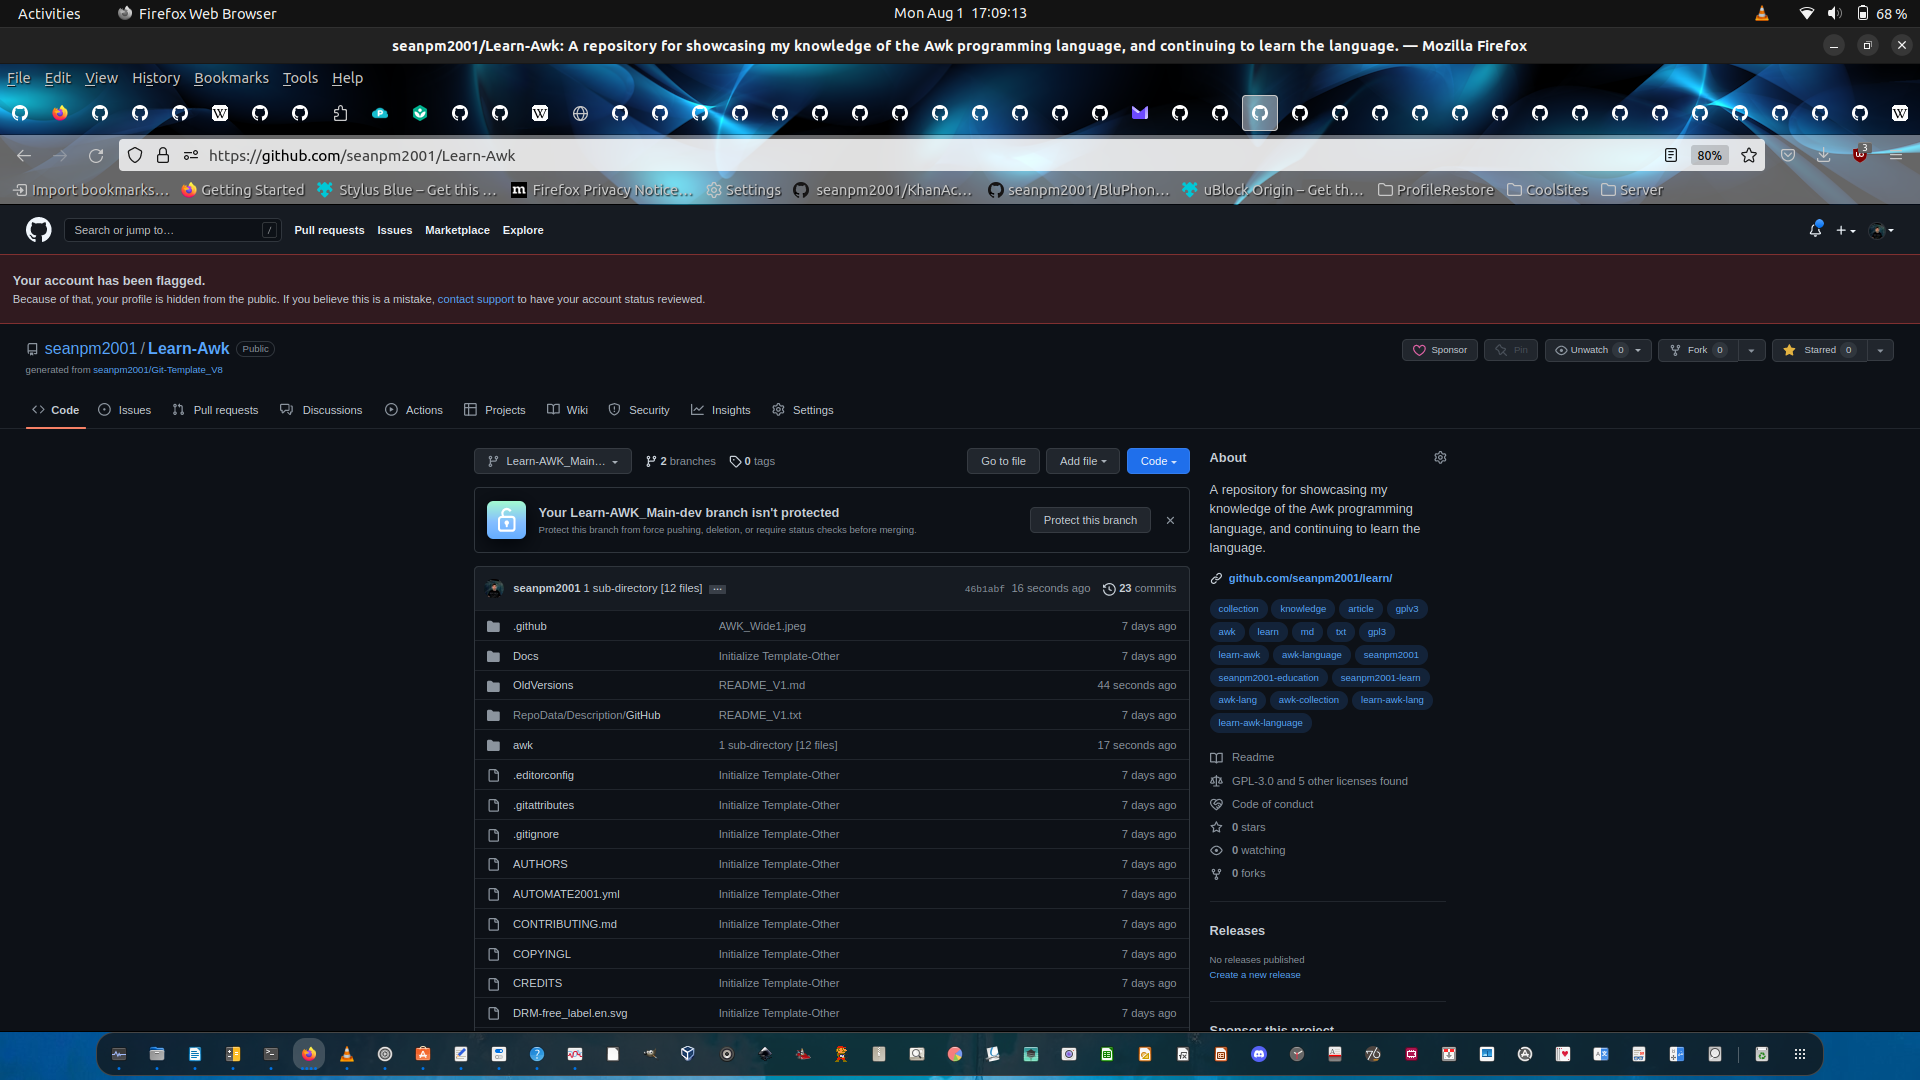 Activities
Firefox Web Browser
Mon Aug 1 17:09:13
68 %
seanpm2001/Learn-Awk: A repository for showcasing my knowledge of the Awk programming language, and continuing to learn the language. — Mozilla Firefox
File Edit View History Bookmarks Tools Help
https://github.com/seanpm2001/Learn-Awk
80%
3
Import bookmarks…
Getting Started
Stylus Blue – Get this …
Firefox Privacy Notice…
Settings
seanpm2001/KhanAc…
seanpm2001/BluPhon…
uBlock Origin – Get th…
ProfileRestore
CoolSites
Server
Search or jump to…
/
Pull requests Issues Marketplace Explore
Your account has been flagged.
Because of that, your profile is hidden from the public. If you believe this is a mistake, contact support to have your account status reviewed.
seanpm2001 / Learn-Awk Public
generated from seanpm2001/Git-Template_V8
Sponsor
Pin
Unwatch 0
Fork 0
Starred 0
Code
Issues
Pull requests
Discussions
Actions
Projects
Wiki
Security
Insights
Settings
Learn-AWK_Main…
2 branches
0 tags
Go to file
Add file
Code
Your Learn-AWK_Main-dev branch isn't protected
Protect this branch from force pushing, deletion, or require status checks before merging.
Protect this branch
seanpm2001 1 sub-directory [12 files] …
46b1abf 16 seconds ago
23 commits
.github AWK_Wide1.jpeg 7 days ago
Docs Initialize Template-Other 7 days ago
OldVersions README_V1.md 44 seconds ago
RepoData/Description/GitHub README_V1.txt 7 days ago
awk 1 sub-directory [12 files] 17 seconds ago
.editorconfig Initialize Template-Other 7 days ago
.gitattributes Initialize Template-Other 7 days ago
.gitignore Initialize Template-Other 7 days ago
AUTHORS Initialize Template-Other 7 days ago
AUTOMATE2001.yml Initialize Template-Other 7 days ago
CONTRIBUTING.md Initialize Template-Other 7 days ago
COPYINGL Initialize Template-Other 7 days ago
CREDITS Initialize Template-Other 7 days ago
DRM-free_label.en.svg Initialize Template-Other 7 days ago
About
A repository for showcasing my
knowledge of the Awk programming
language, and continuing to learn the
language.
github.com/seanpm2001/learn/
collection knowledge article gplv3
awk learn md txt gpl3
learn-awk awk-language seanpm2001
seanpm2001-education seanpm2001-learn
awk-lang awk-collection learn-awk-lang
learn-awk-language
Readme
GPL-3.0 and 5 other licenses found
Code of conduct
0 stars
0 watching
0 forks
Releases
No releases published
Create a new release
Sponsor this project